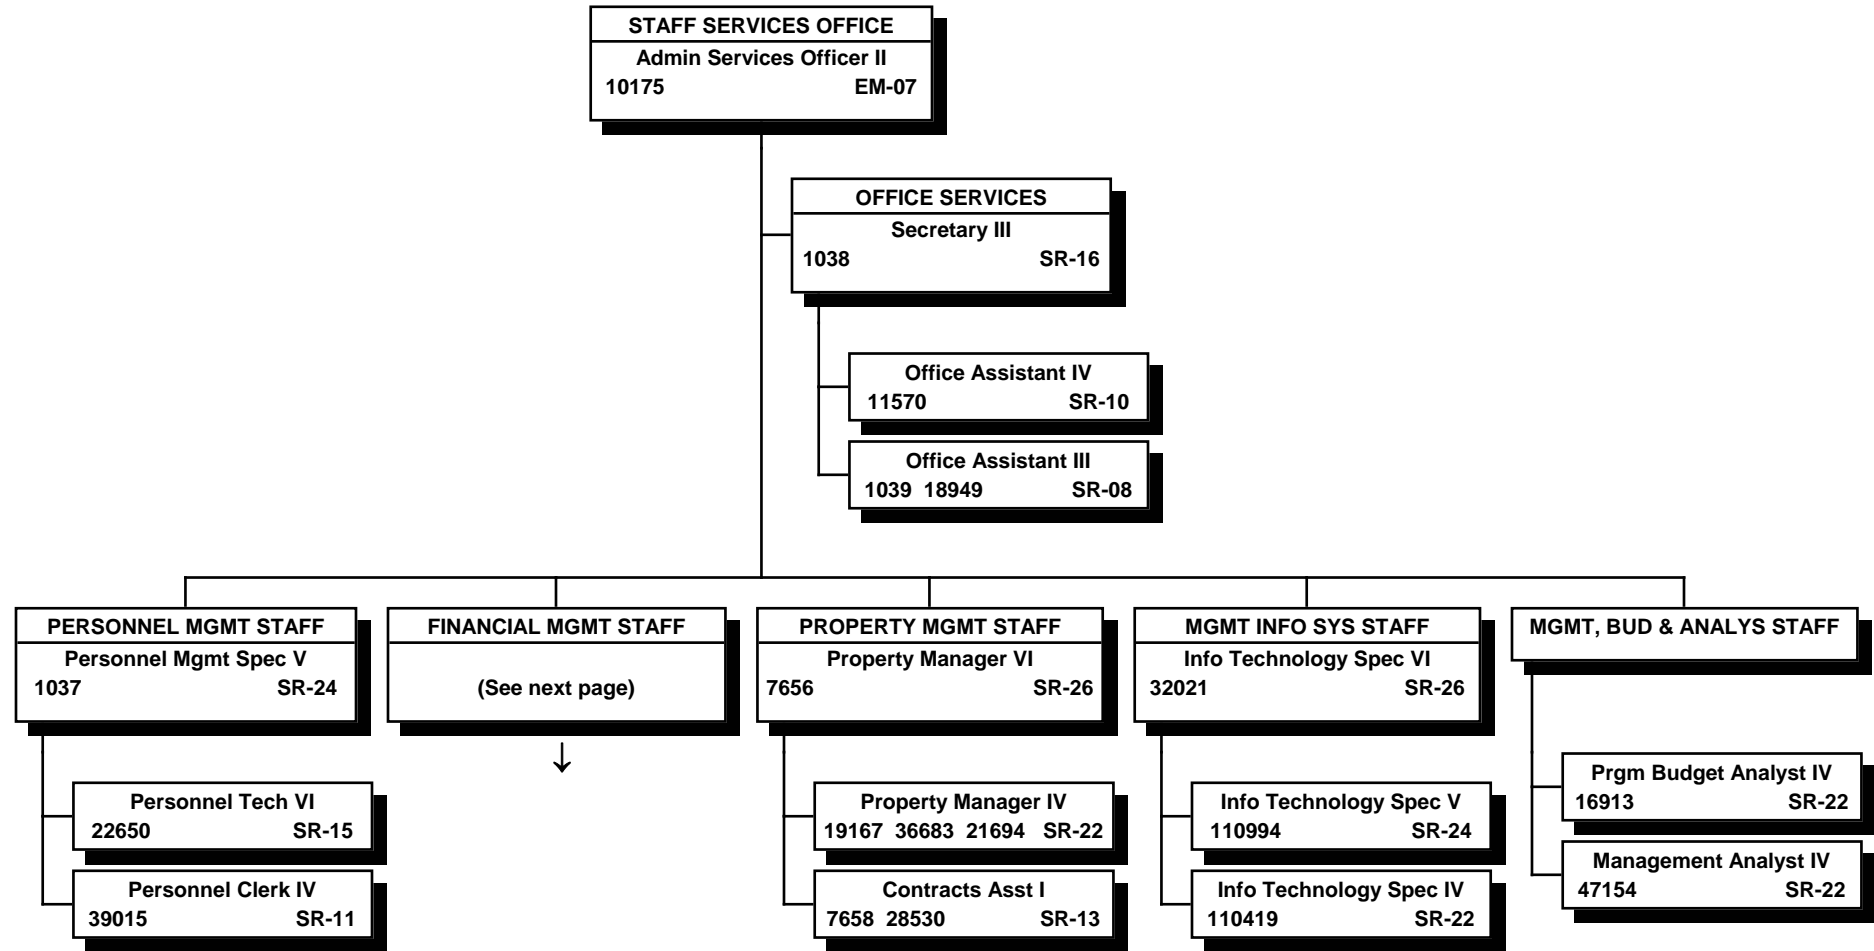 STAFF SERVICES OFFICE
Admin Services Officer II
10175 EM-07
OFFICE SERVICES
Secretary III
1038 SR-16
Office Assistant IV
11570 SR-10
Office Assistant III
1039 18949 SR-08
PERSONNEL MGMT STAFF
Personnel Mgmt Spec V
1037 SR-24
Personnel Tech VI
22650 SR-15
Personnel Clerk IV
39015 SR-11
FINANCIAL MGMT STAFF
(See next page)
↓
PROPERTY MGMT STAFF
Property Manager VI
7656 SR-26
Property Manager IV
19167 36683 21694 SR-22
Contracts Asst I
7658 28530 SR-13
MGMT INFO SYS STAFF
Info Technology Spec VI
32021 SR-26
Info Technology Spec V
110994 SR-24
Info Technology Spec IV
110419 SR-22
MGMT, BUD & ANALYS STAFF
Prgm Budget Analyst IV
16913 SR-22
Management Analyst IV
47154 SR-22